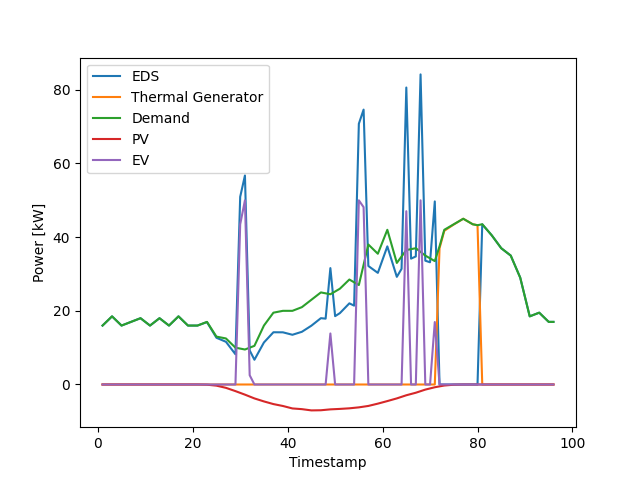 EDS
Thermal Generator
Demand
PV
EV
Power [kW]
80
60
40
20
0
0 20 40 60 80 100
Timestamp